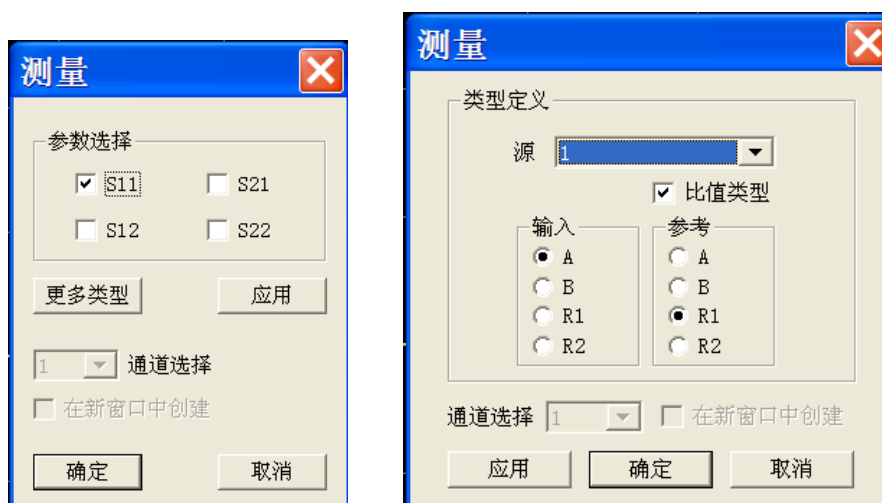 测量
参数选择
S11
S21
S12
S22
更多类型
应用
1
通道选择
在新窗口中创建
确定
取消
测量
类型定义
源
1
比值类型
输入
参考
A
A
B
B
R1
R1
R2
R2
通道选择
1
在新窗口中创建
应用
确定
取消